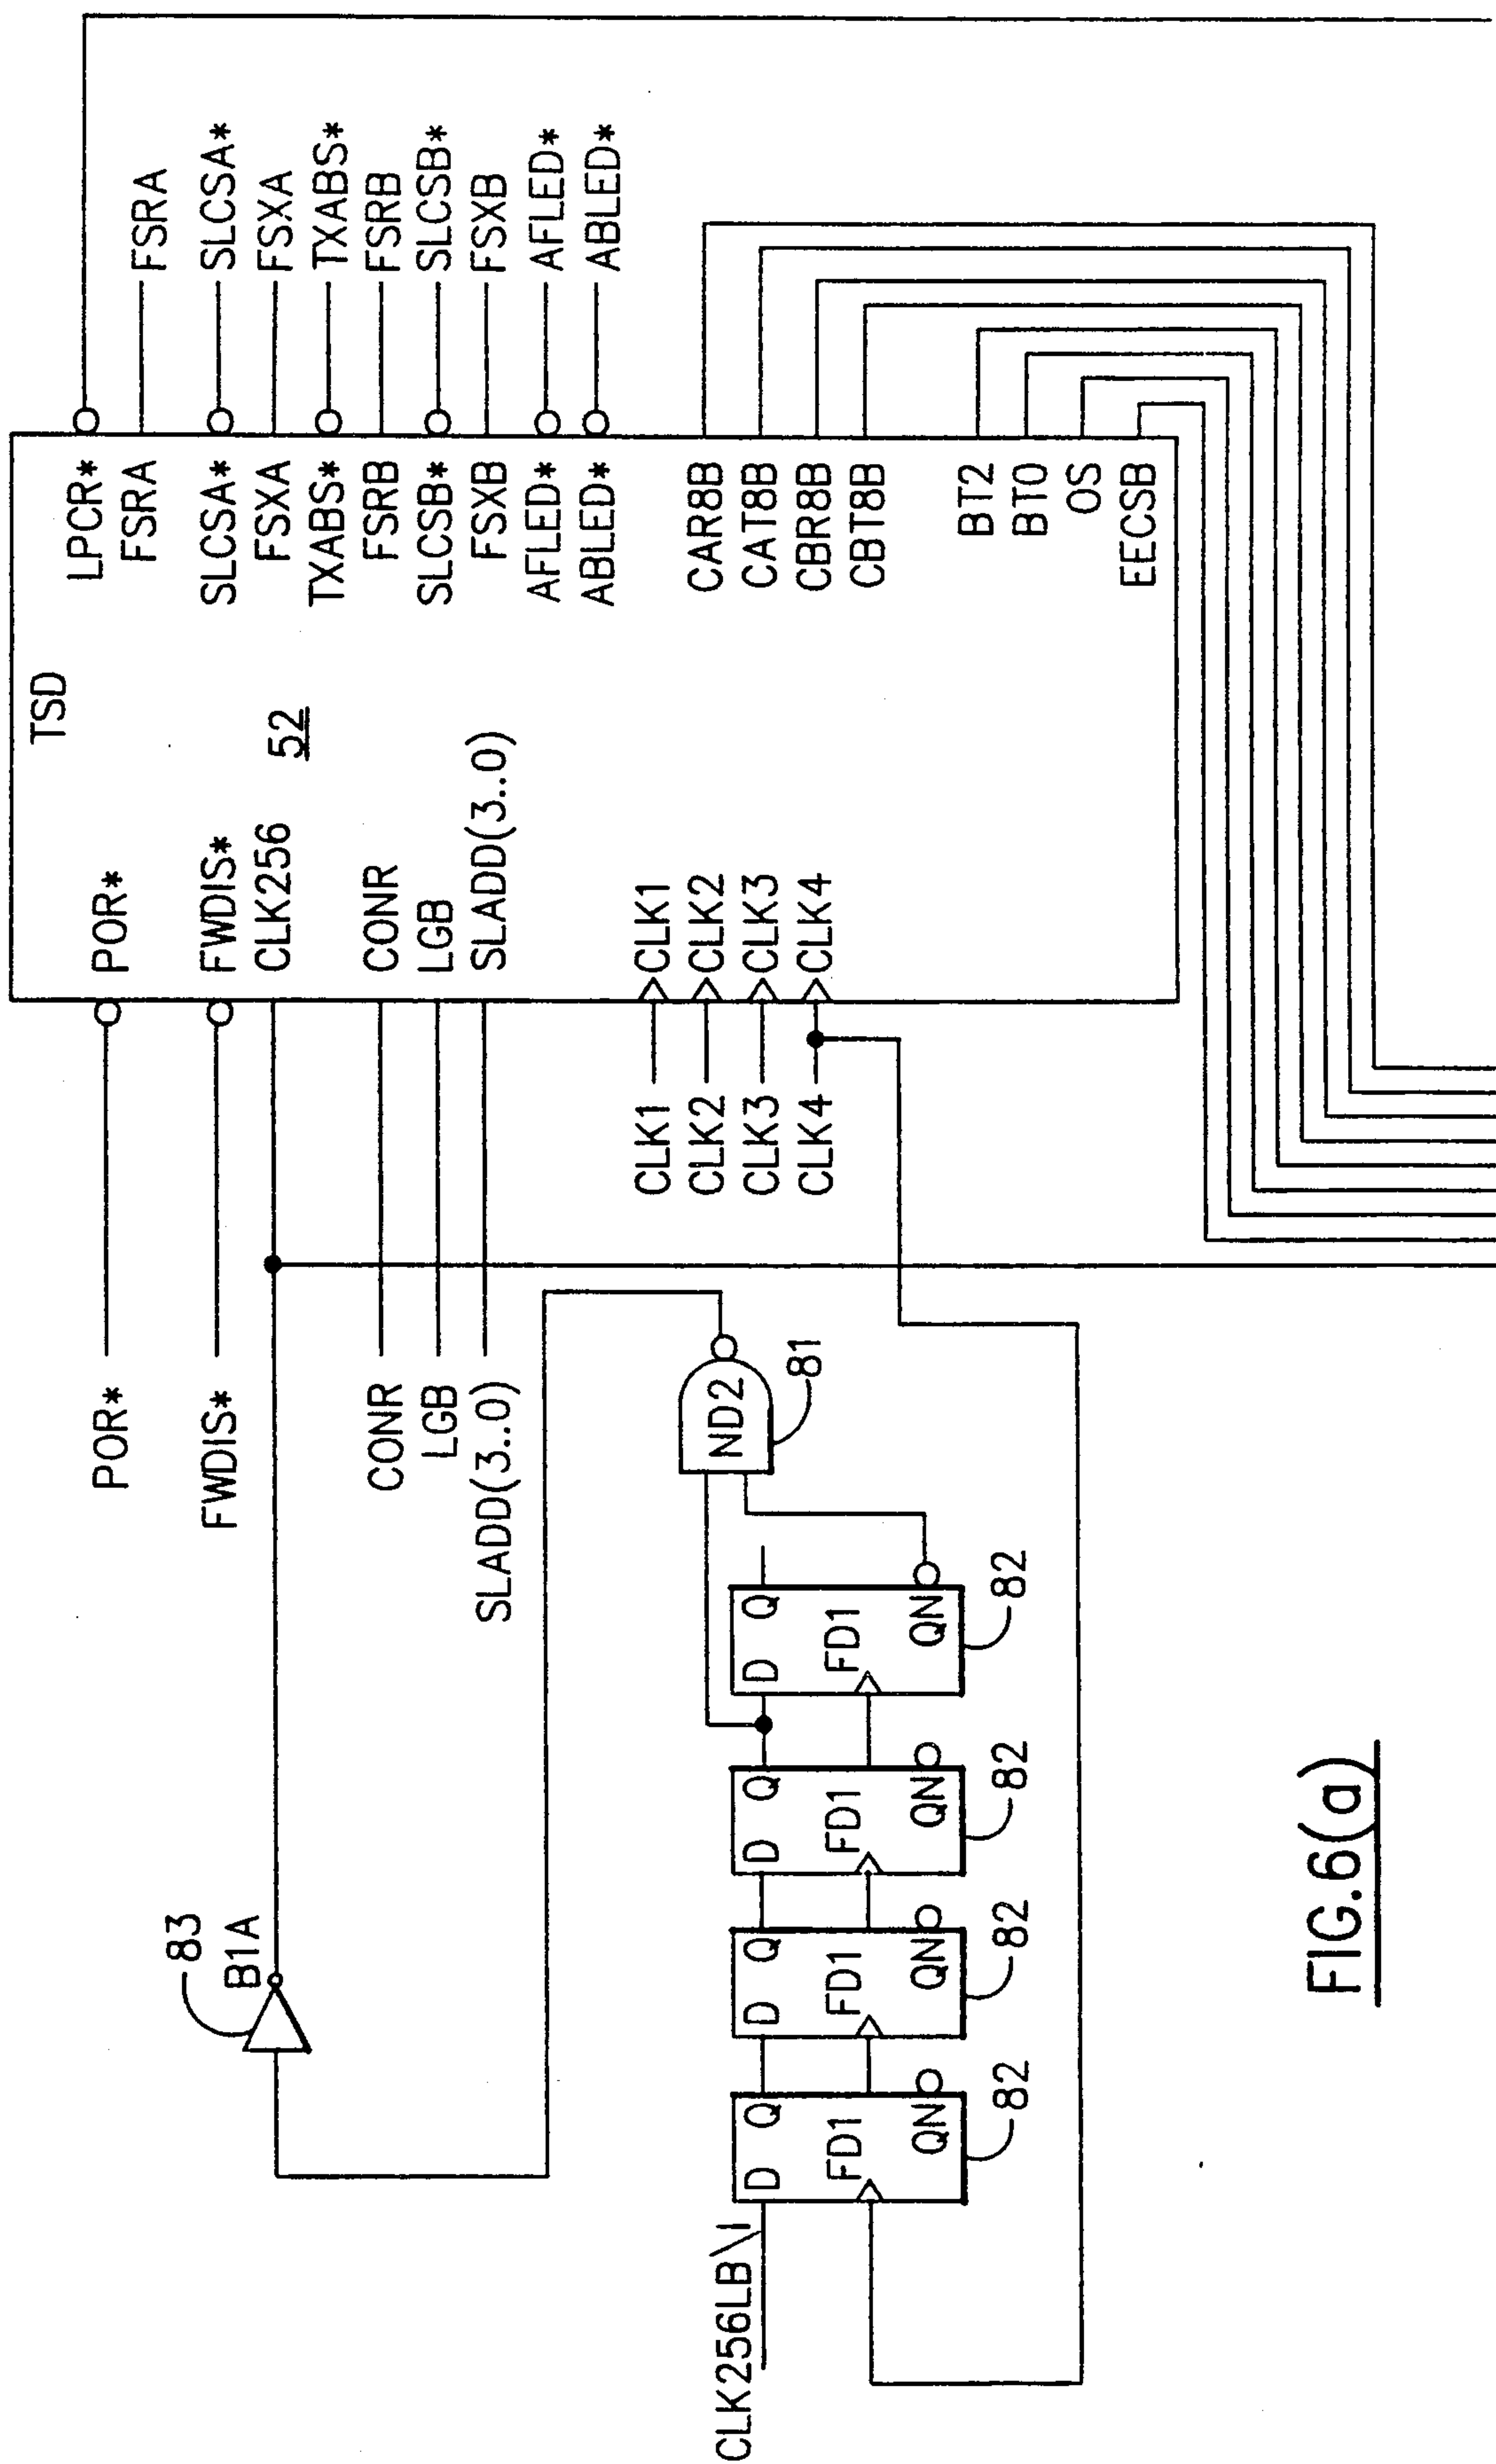 TSD
52
POR*
FWDIS*
CLK256
CONR
LGB
SLADD(3..0)
CLK1
CLK2
CLK3
CLK4
LPCR*
FSRA
SLCSA*
FSXA
TXABS*
FSRB
SLCSB*
FSXB
AFLED*
ABLED*
CAR8B
CAT8B
CBR8B
CBT8B
BT2
BT0
OS
EECSB
FSRA
SLCSA*
FSXA
TXABS*
FSRB
SLCSB*
FSXB
AFLED*
ABLED*
POR*
FWDIS*
CONR
LGB
SLADD(3..0)
CLK1
CLK2
CLK3
CLK4
83
B1A
ND2
81
CLK256LB\I
D Q
FD1
QN
82
D Q
FD1
QN
82
D Q
FD1
QN
82
D Q
FD1
QN
82
FIG.6(a)